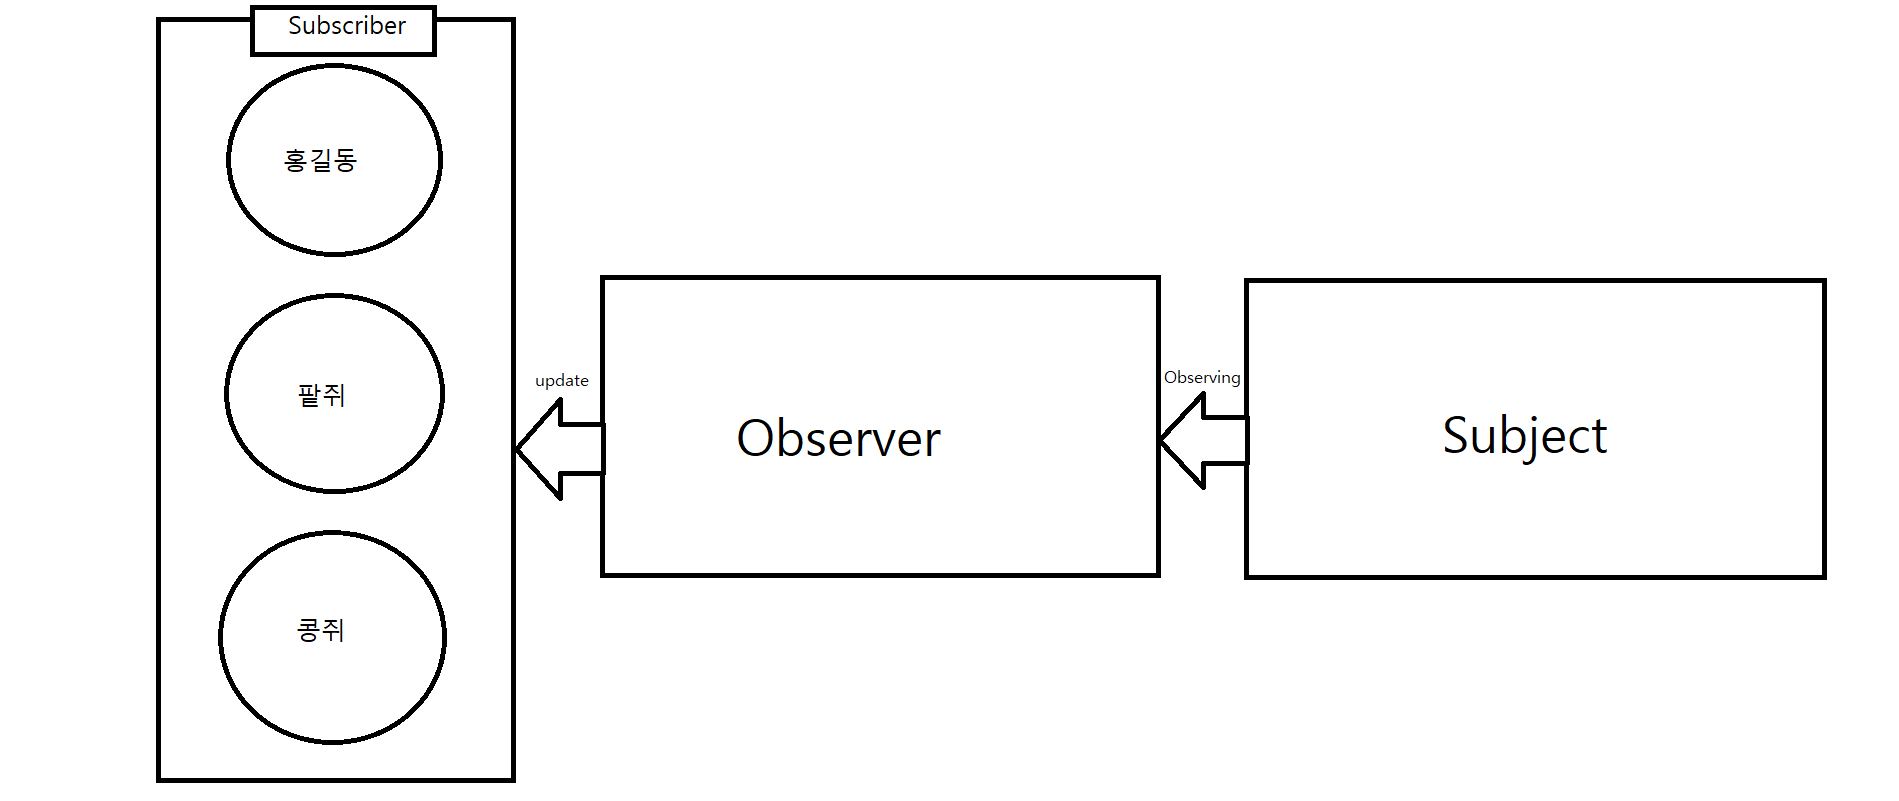 Subscriber
홍길동
팥쥐
콩쥐
update
Observer
Observing
Subject